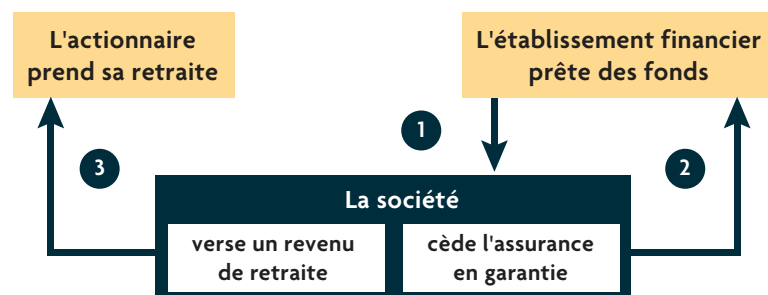 L'actionnaire
prend sa retraite
L'établissement financier
prête des fonds
1
3
2
La société
verse un revenu
de retraite
cède l'assurance
en garantie